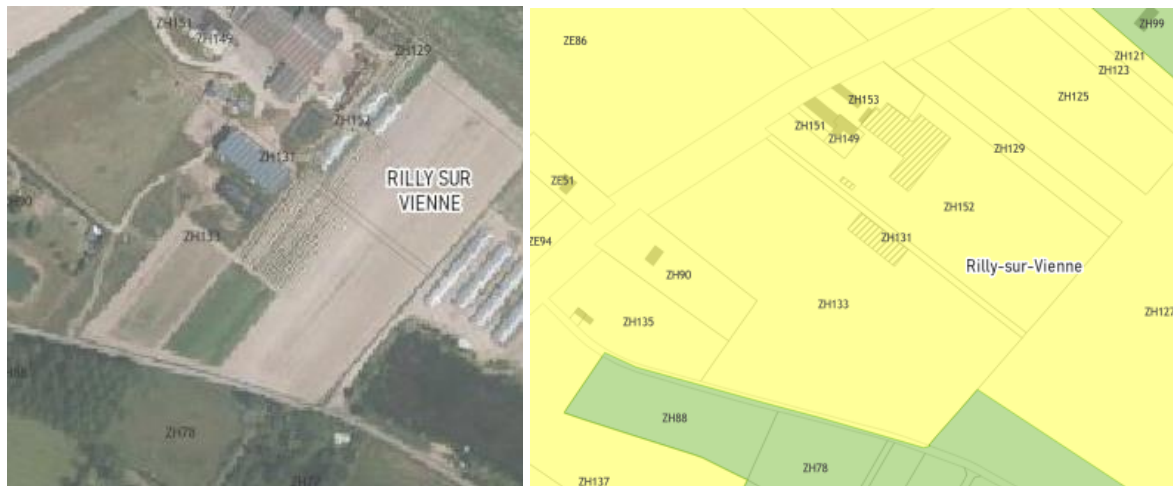 ZH151
ZH149
ZH129
ZH152
ZH131
RILLY SUR
VIENNE
ZH133
ZH78
ZE86
ZH99
ZH121
ZH123
ZH125
ZH153
ZH151
ZH149
ZH129
ZE51
ZH152
ZE94
ZH131
Rilly-sur-Vienne
ZH90
ZH133
ZH135
ZH127
ZH88
ZH78
ZH137